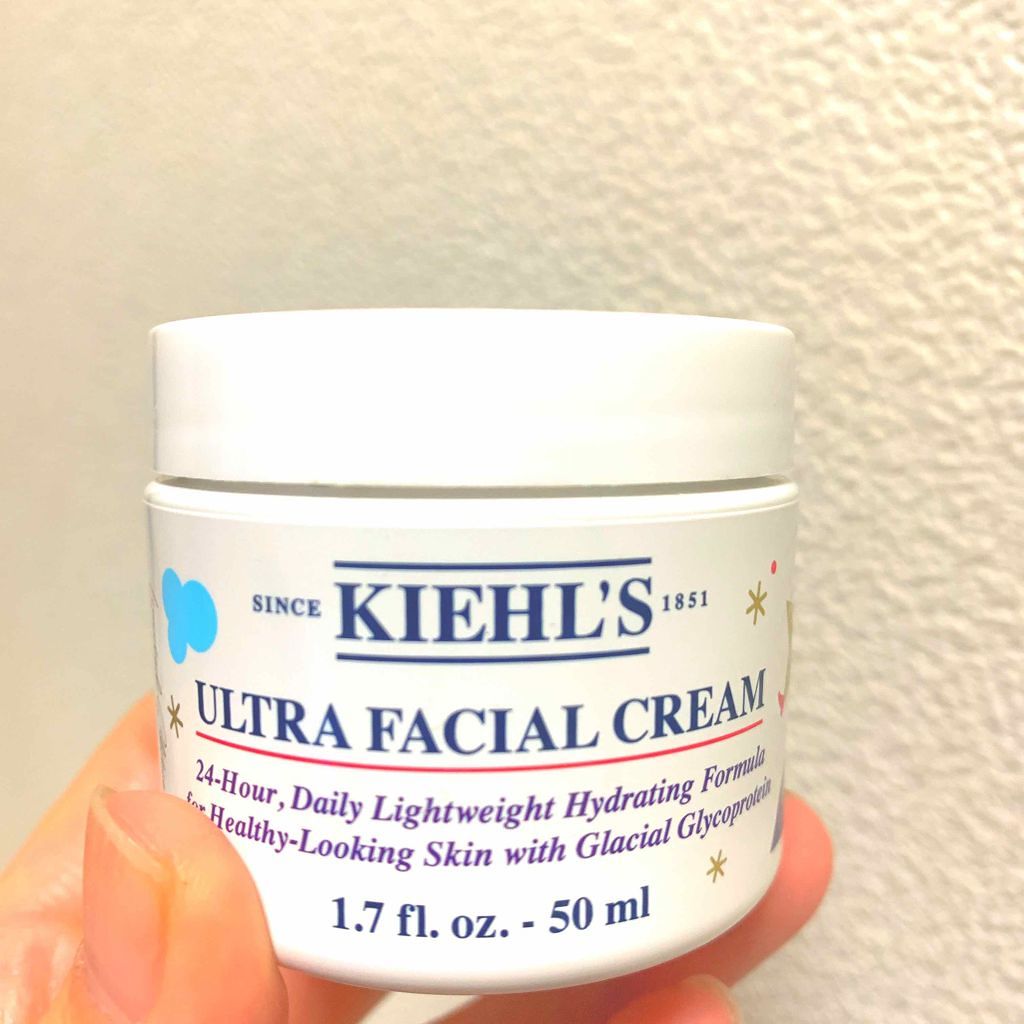 SINCE KIEHL'S 1851
ULTRA FACIAL CREAM
24-Hour, Daily Lightweight Hydrating Formula
for Healthy-Looking Skin with Glacial Glycoprotein
1.7 fl. oz. - 50 ml